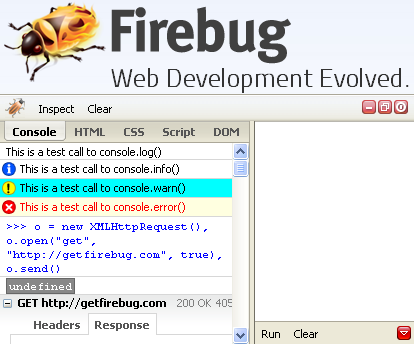 Firebug
Web Development Evolved.
Inspect Clear
Console HTML CSS Script DOM
This is a test call to console.log()
This is a test call to console.info()
This is a test call to console.warn()
This is a test call to console.error()
>>> o = new XMLHttpRequest(),
o.open("get",
"http://getfirebug.com", true),
o.send()
undefined
GET http://getfirebug.com 200 OK 405
Headers Response
Run Clear